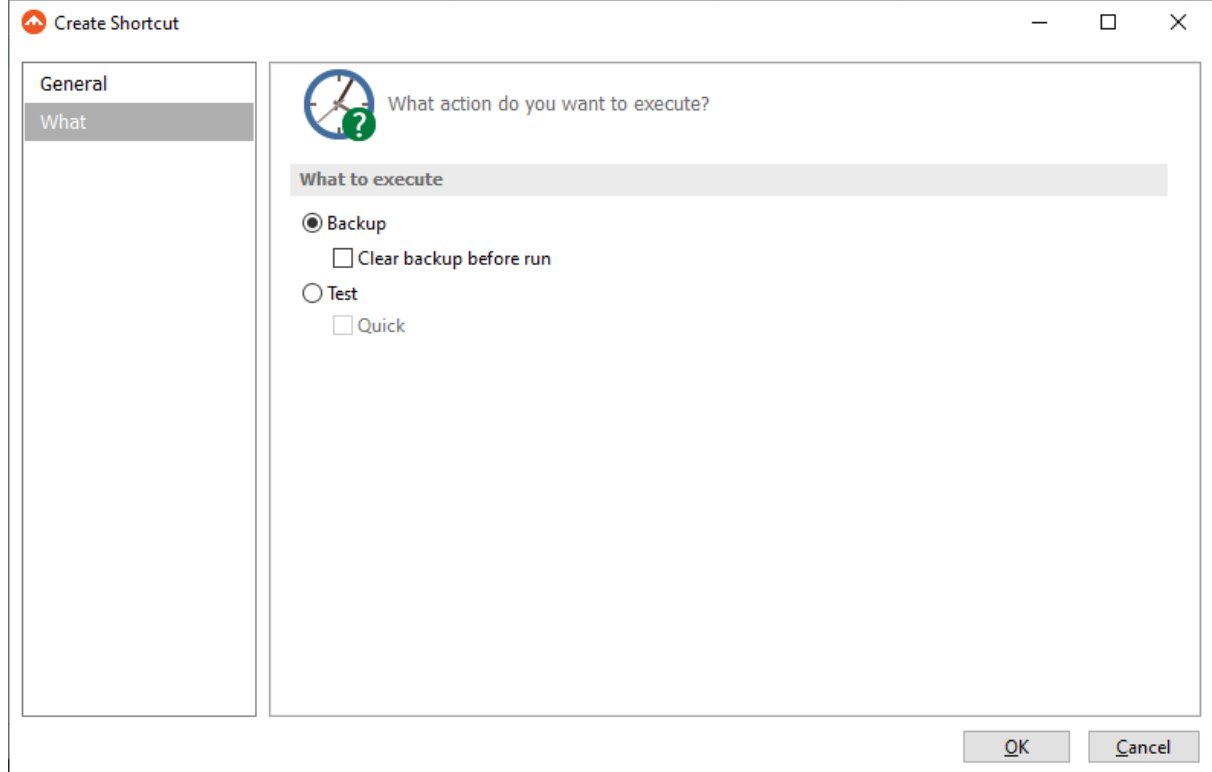 Create Shortcut
General
What
What action do you want to execute?
What to execute
Backup
Clear backup before run
Test
Quick
OK
Cancel